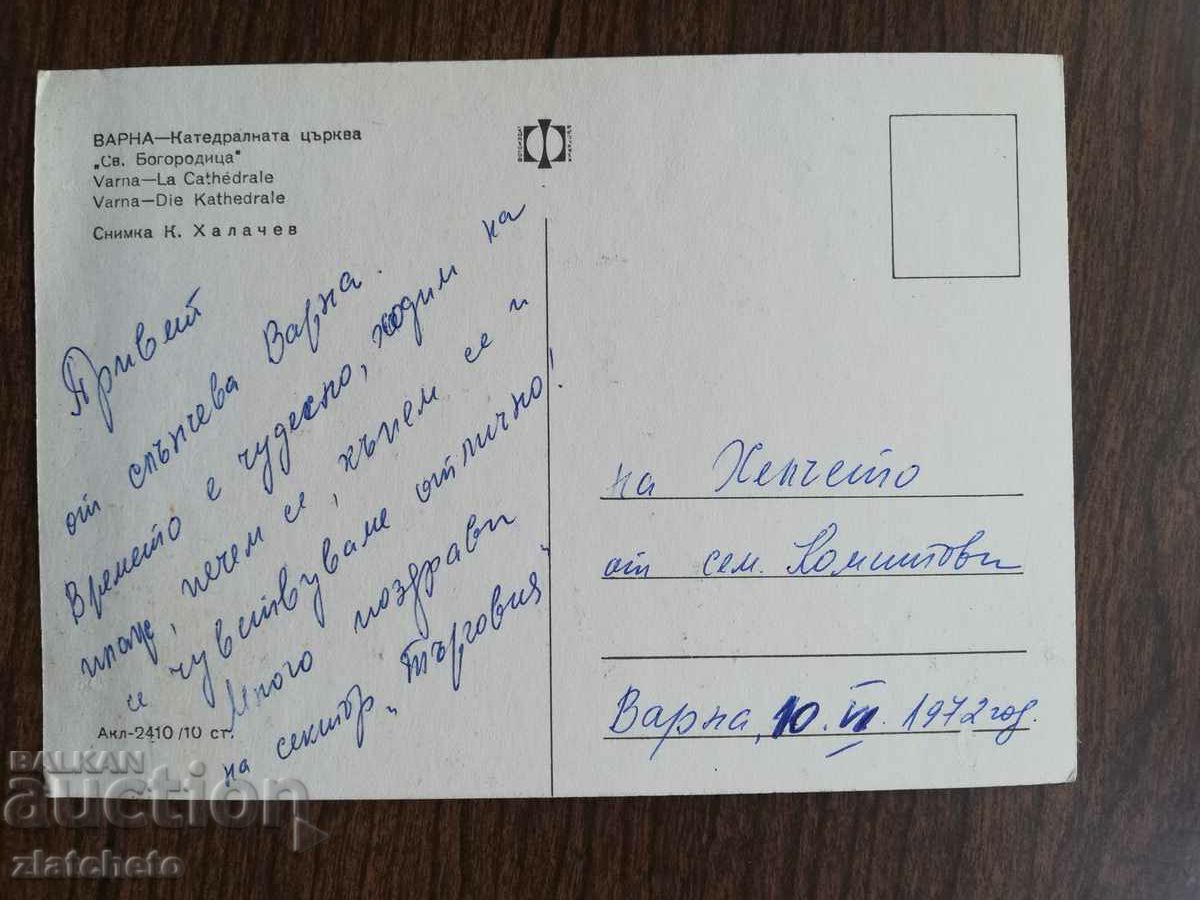 ВАРНА—Катедралната църква
„Св. Богородица"
Varna—La Cathédrale
Varna—Die Kathedrale
Снимка К. Халачев
Привет
от слънчева Варна.
Времето е чудесно, ходим на
плаж, печем се, къпем се и
се чувствуваме отлично!
Много поздрави
на сектор „Търговия"
Акл-2410/10 ст.
на Хепчето
от сем. Комитови
Варна, 10. VI. 1972 год.
BALKAN
auction
zlatcheto